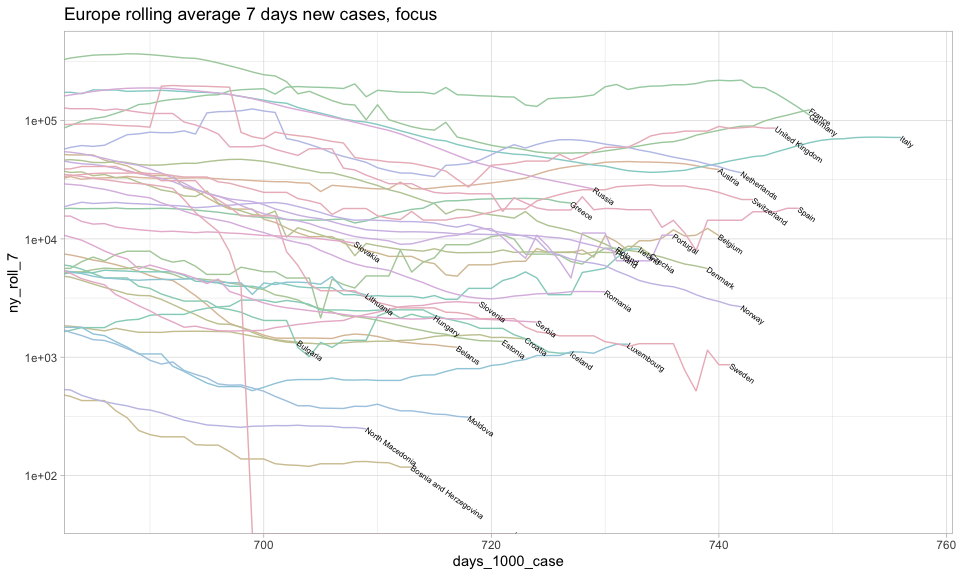 Europe rolling average 7 days new cases, focus
ny_roll_7
1e+05
1e+04
1e+03
1e+02
France
Germany
Italy
United Kingdom
Austria
Netherlands
Russia
Switzerland
Spain
Greece
Portugal
Belgium
Slovakia
Czechia
Denmark
Romania
Norway
Lithuania
Slovenia
Hungary
Serbia
Bulgaria
Belarus
Estonia
Croatia
Iceland
Luxembourg
Sweden
Moldova
North Macedonia
Bosnia and Herzegovina
700
720
740
760
days_1000_case